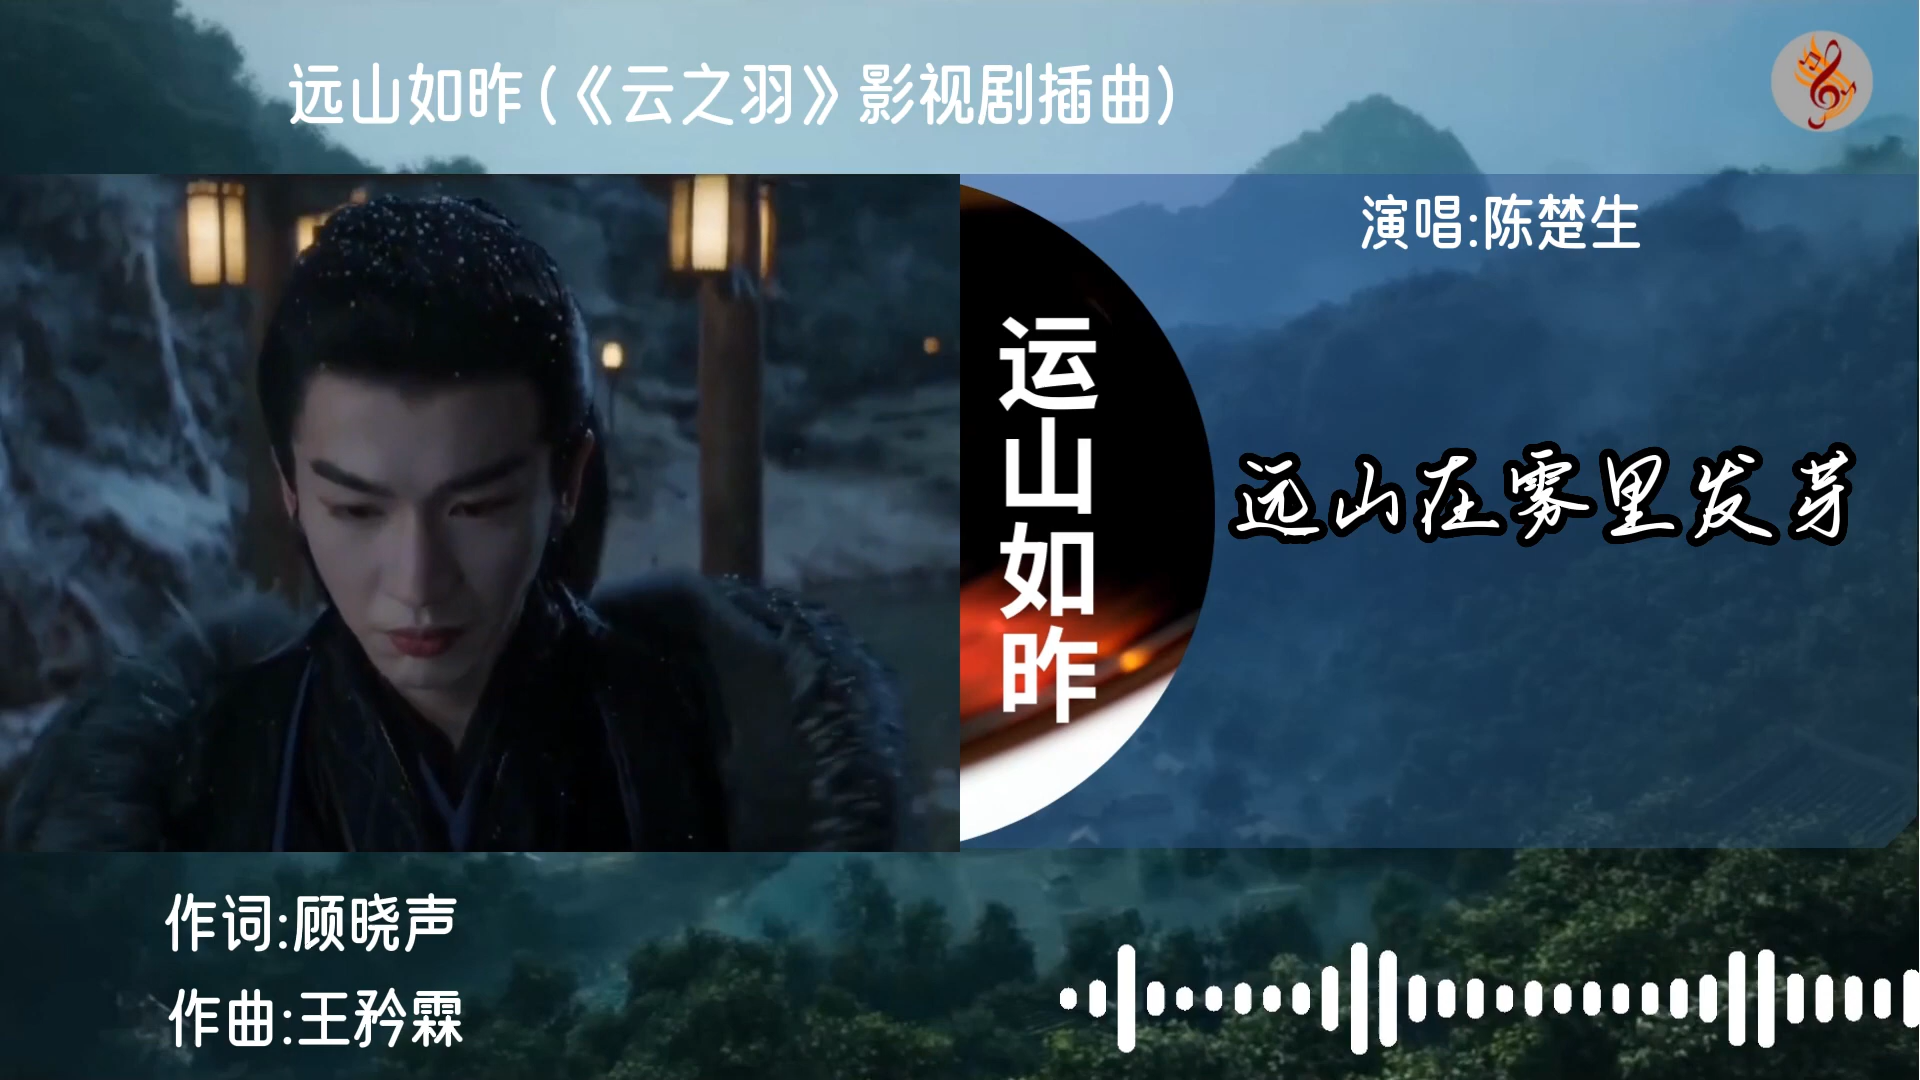 远山如昨(《云之羽》影视剧插曲)
演唱:陈楚生
运山如昨
远山在雾里发芽
作词:顾晓声
作曲:王矜霖